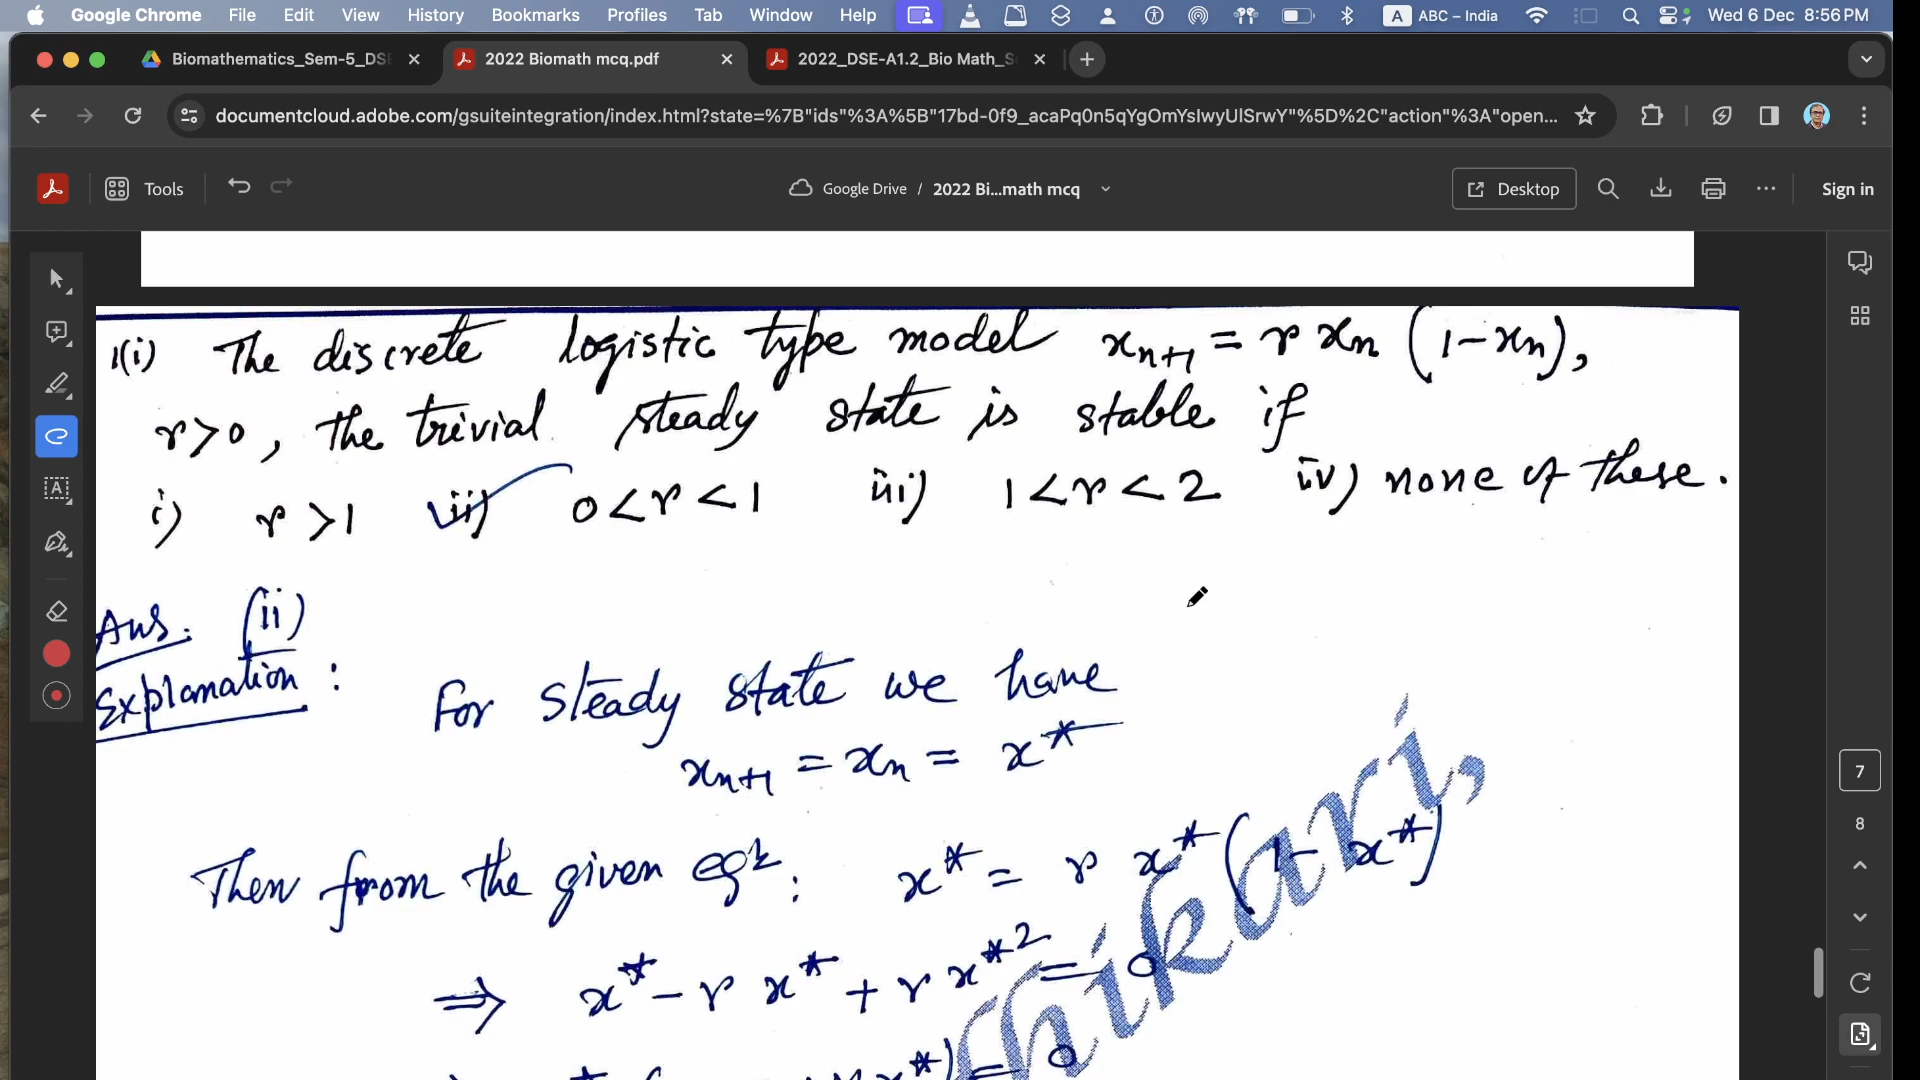 Google Chrome File Edit View History Bookmarks Profiles Tab Window Help A ABC – India Wed 6 Dec 8:56 PM
Biomathematics_Sem-5_DS 2022 Biomath mcq.pdf 2022_DSE-A1.2_Bio Math_S
documentcloud.adobe.com/gsuiteintegration/index.html?state=%7B"ids"%3A%5B"17bd-0f9_acaPq0n5qYgOmYsIwyUlSrwY"%5D%2C"action"%3A"open...
Tools Google Drive / 2022 Bi...math mcq Desktop Sign in
1(i) The discrete logistic type model xn+1 = r xn (1-xn),
r>0, the trivial steady state is stable if
i) r>1 ii) 0<r<1 iii) 1<r<2 iv) none of these.
Ans. (ii)
Explanation: For steady state we have
xn+1 = xn = x*
Then from the given eqn: x* = r x* (1- x*)
⇒ x* - r x* + r x*2 = 0
hikari,
7
8